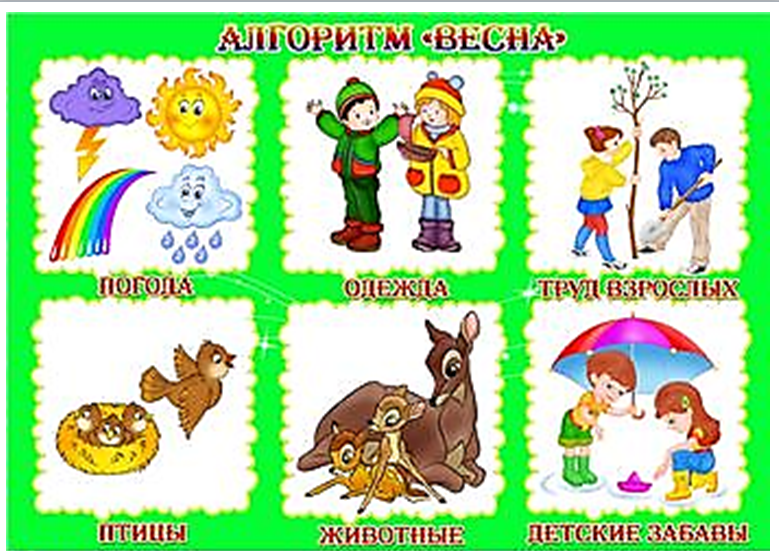 АЛГОРИТМ «ВЕСНА»
ПОГОДА ОДЕЖДА ТРУД ВЗРОСЛЫХ
ПТИЦЫ ЖИВОТНЫЕ ДЕТСКИЕ ЗАБАВЫ